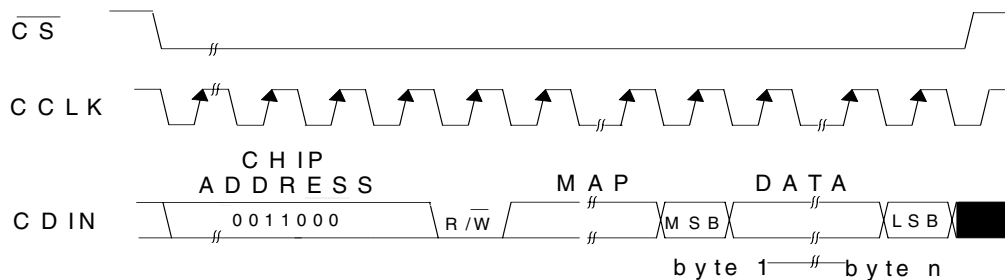 CS
CCLK
CHIP
ADDRESS
MAP
DATA
CDIN
0011000
R/W
MSB
LSB
byte 1
byte n